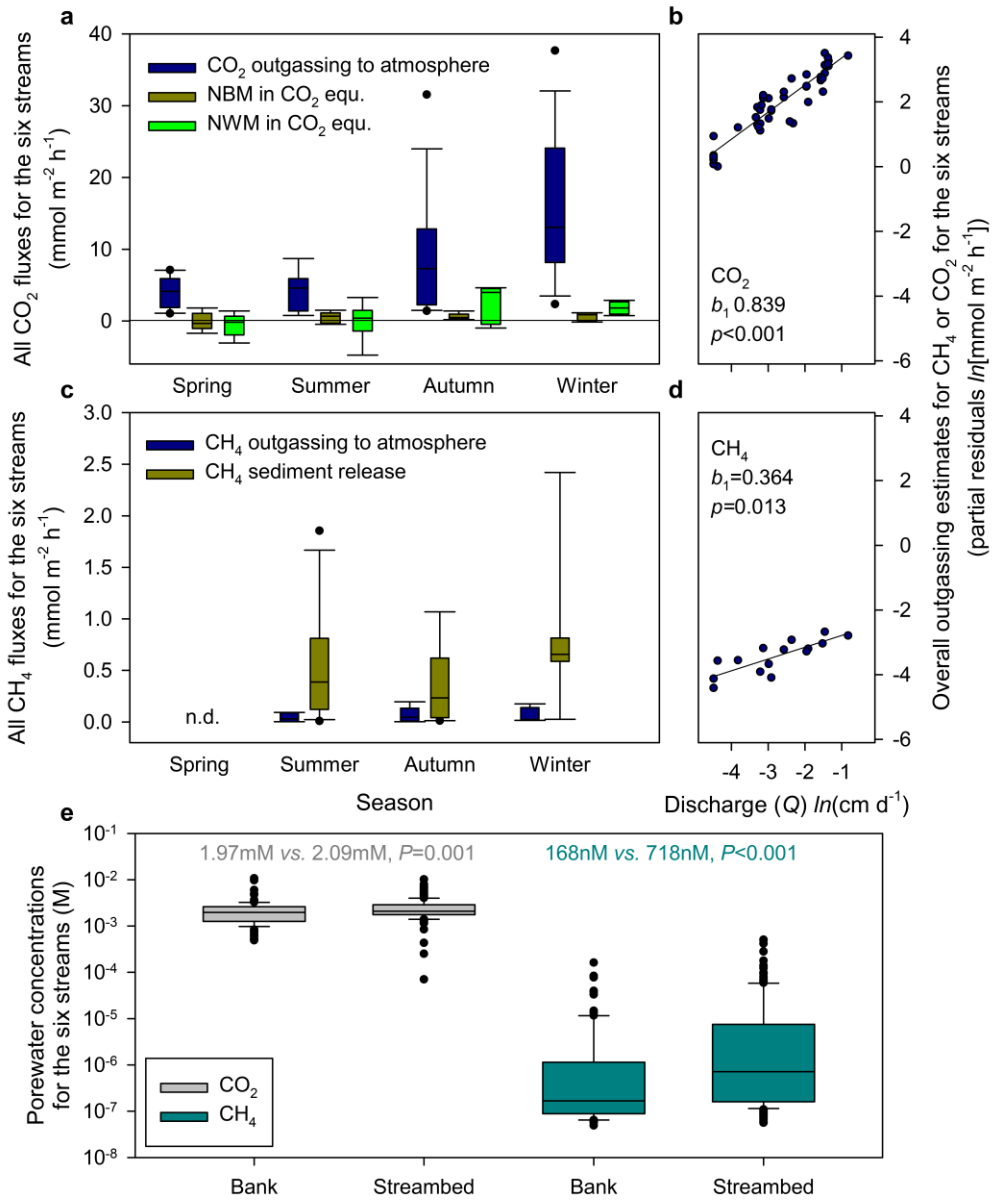 a
All CO2 fluxes for the six streams
(mmol m-2 h-1)
40
30
20
10
0
CO2 outgassing to atmosphere
NBM in CO2 equ.
NWM in CO2 equ.
Spring Summer Autumn Winter
b
4
2
0
-2
-4
-6
CO2
b1 0.839
p<0.001
Overall outgassing estimates for CH4 or CO2 for the six streams
(partial residuals ln[mmol m-2 h-1])
c
All CH4 fluxes for the six streams
(mmol m-2 h-1)
3.0
2.5
2.0
1.5
1.0
0.5
0.0
CH4 outgassing to atmosphere
CH4 sediment release
n.d.
Spring Summer Autumn Winter
Season
d
CH4
b1=0.364
p=0.013
4
2
0
-2
-4
-6
-4 -3 -2 -1
Discharge (Q) ln(cm d-1)
e
Porewater concentrations
for the six streams (M)
10-1
10-2
10-3
10-4
10-5
10-6
10-7
10-8
1.97mM vs. 2.09mM, P=0.001
168nM vs. 718nM, P<0.001
CO2
CH4
Bank Streambed Bank Streambed